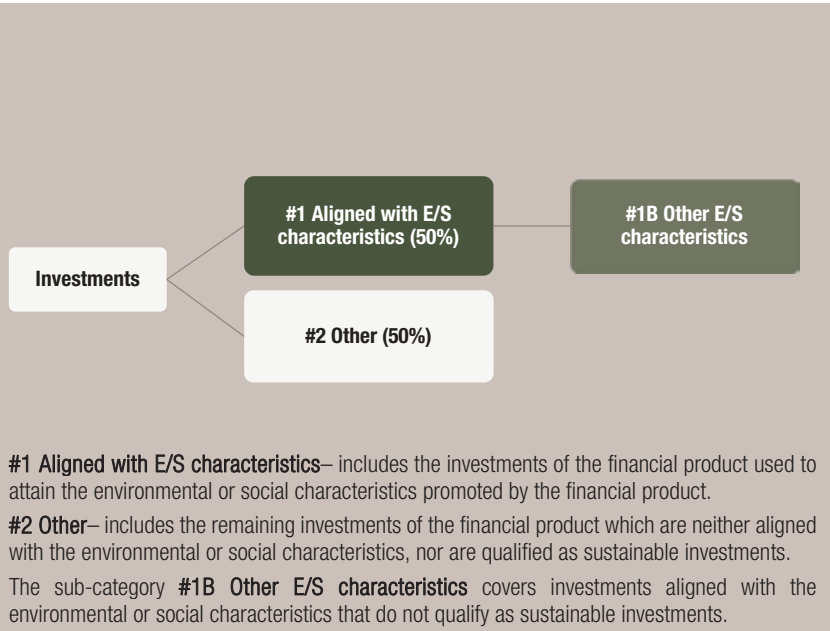 #1 Aligned with E/S
characteristics (50%)
#1B Other E/S
characteristics
Investments
#2 Other (50%)
#1 Aligned with E/S characteristics– includes the investments of the financial product used to
attain the environmental or social characteristics promoted by the financial product.
#2 Other– includes the remaining investments of the financial product which are neither aligned
with the environmental or social characteristics, nor are qualified as sustainable investments.
The sub-category #1B Other E/S characteristics covers investments aligned with the
environmental or social characteristics that do not qualify as sustainable investments.